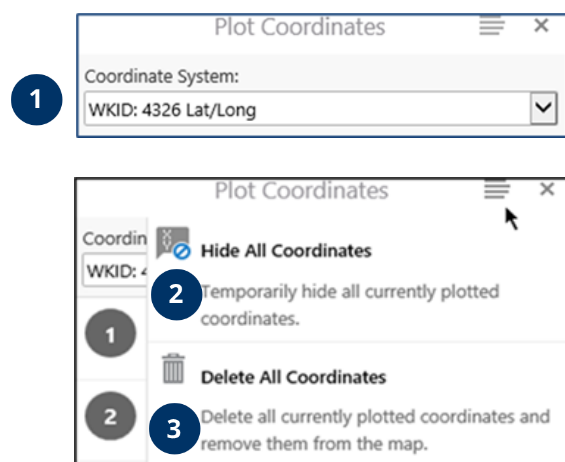 Plot Coordinates
Coordinate System:
1
WKID: 4326 Lat/Long
Plot Coordinates
Coordin
Hide All Coordinates
WKID: 4
2
Temporarily hide all currently plotted
coordinates.
1
Delete All Coordinates
2
3
Delete all currently plotted coordinates and
remove them from the map.